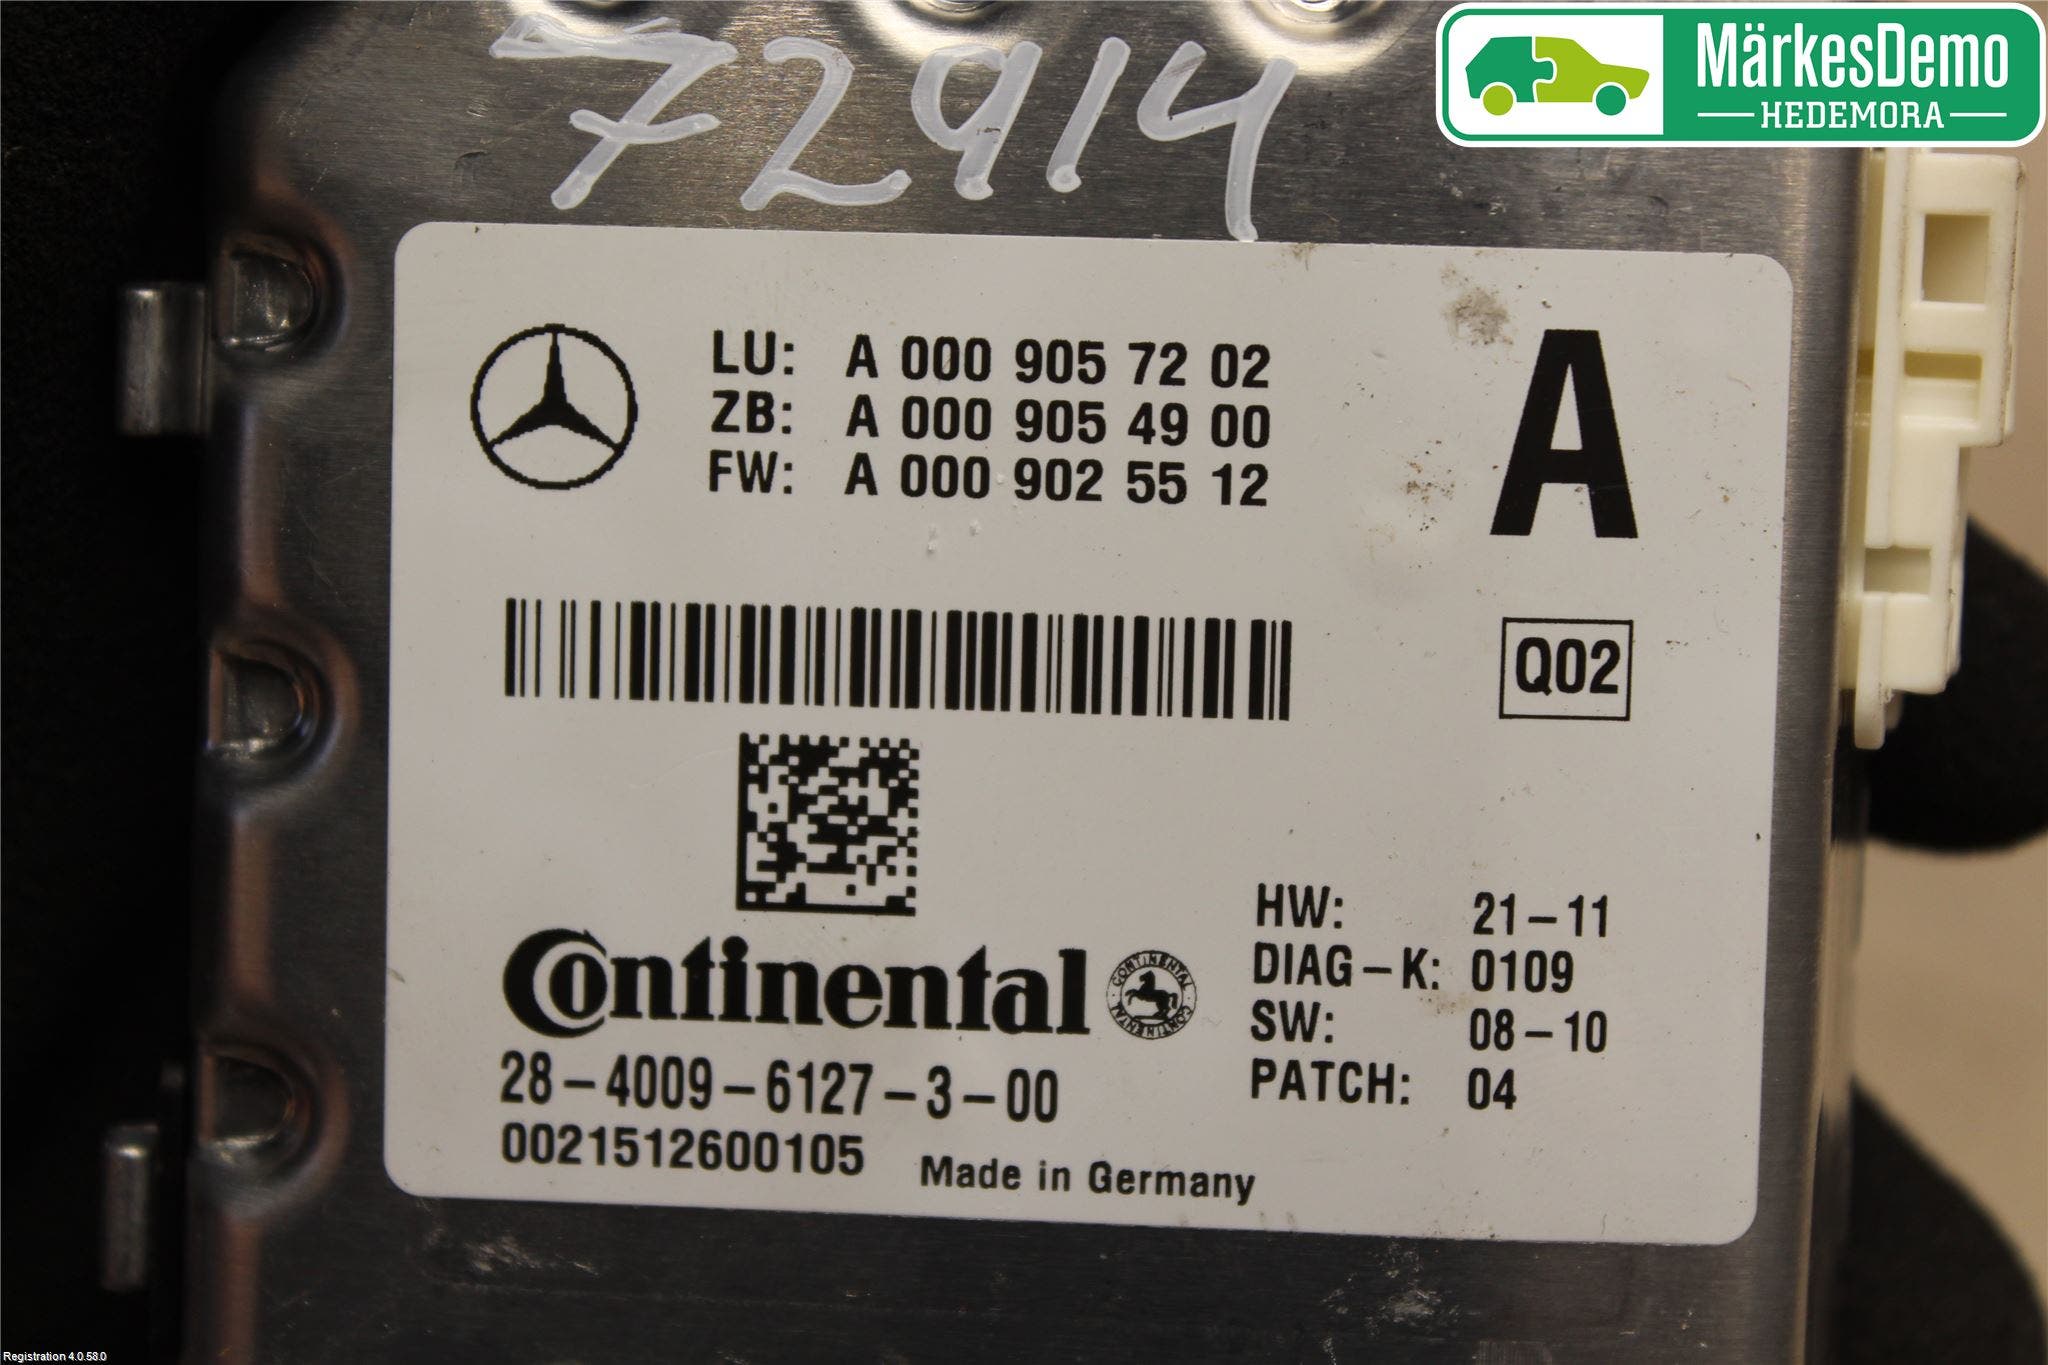 72914
MärkesDemo
HEDEMORA
LU: A 000 905 72 02
ZB: A 000 905 49 00
FW: A 000 902 55 12
A
Q02
Continental
CONTINENTAL CONTINENTAL
28-4009-6127-3-00
0021512600105
Made in Germany
HW: 21-11
DIAG-K: 0109
SW: 08-10
PATCH: 04
Registration 4.0.58.0